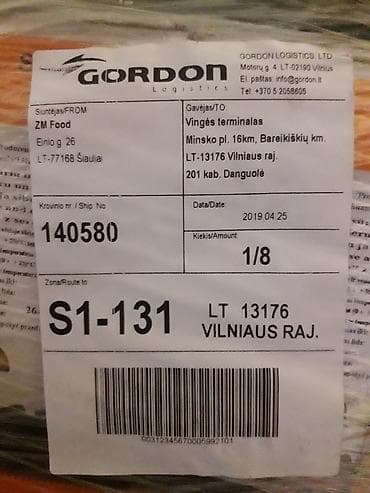 GORDON
Logistics
GORDON LOGISTICS, LTD
Motorų g. 4, LT-02190 Vilnius
El. paštas: info@gordon.lt
Tel. +370 5 2058605
Siuntėjas/FROM
ZM Food
Einio g. 26
LT-77168 Šiauliai
Gavėjas/TO
Vingės terminalas
Minsko pl. 16km, Bareikiškių km.
LT-13176 Vilniaus raj.
201 kab. Danguolė
Krovinio nr. / Ship. No
140580
Data/Date:
2019.04.25
Kiekis/Amount
1/8
Zona/Route to
S1-131
LT 13176
VILNIAUS RAJ.
00312345670005992101